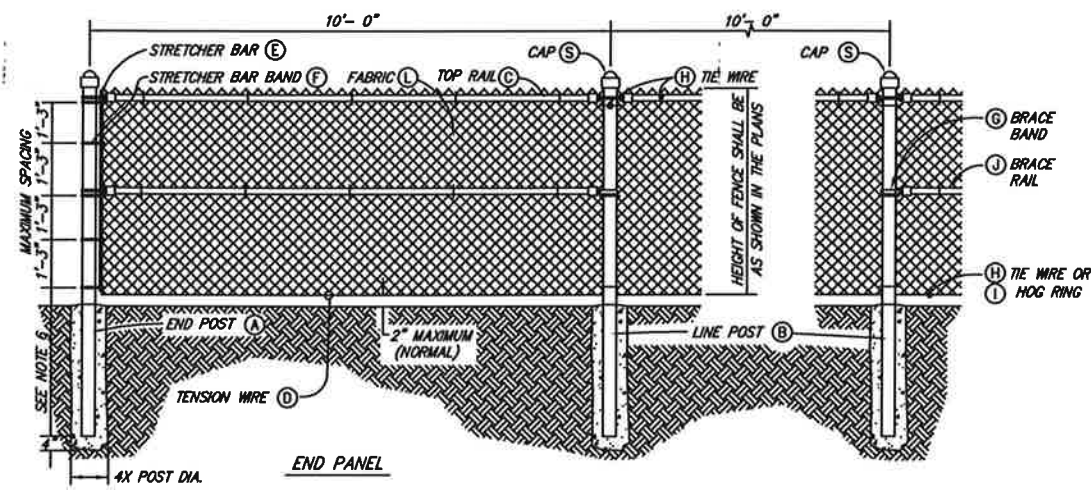 10'- 0"
10'- 0"
STRETCHER BAR Ⓔ
CAP Ⓢ
CAP Ⓢ
STRETCHER BAR BAND Ⓕ
FABRIC Ⓛ
TOP RAIL Ⓒ
Ⓗ TIE WIRE
MAXIMUM SPACING
1'-3"
1'-3"
1'-3"
1'-3"
HEIGHT OF FENCE SHALL BE
AS SHOWN IN THE PLANS
Ⓖ BRACE
BAND
Ⓙ BRACE
RAIL
Ⓗ TIE WIRE OR
Ⓘ HOG RING
END POST Ⓐ
2" MAXIMUM
(NORMAL)
LINE POST Ⓑ
SEE NOTE 6
TENSION WIRE Ⓓ
4"
END PANEL
4X POST DIA.